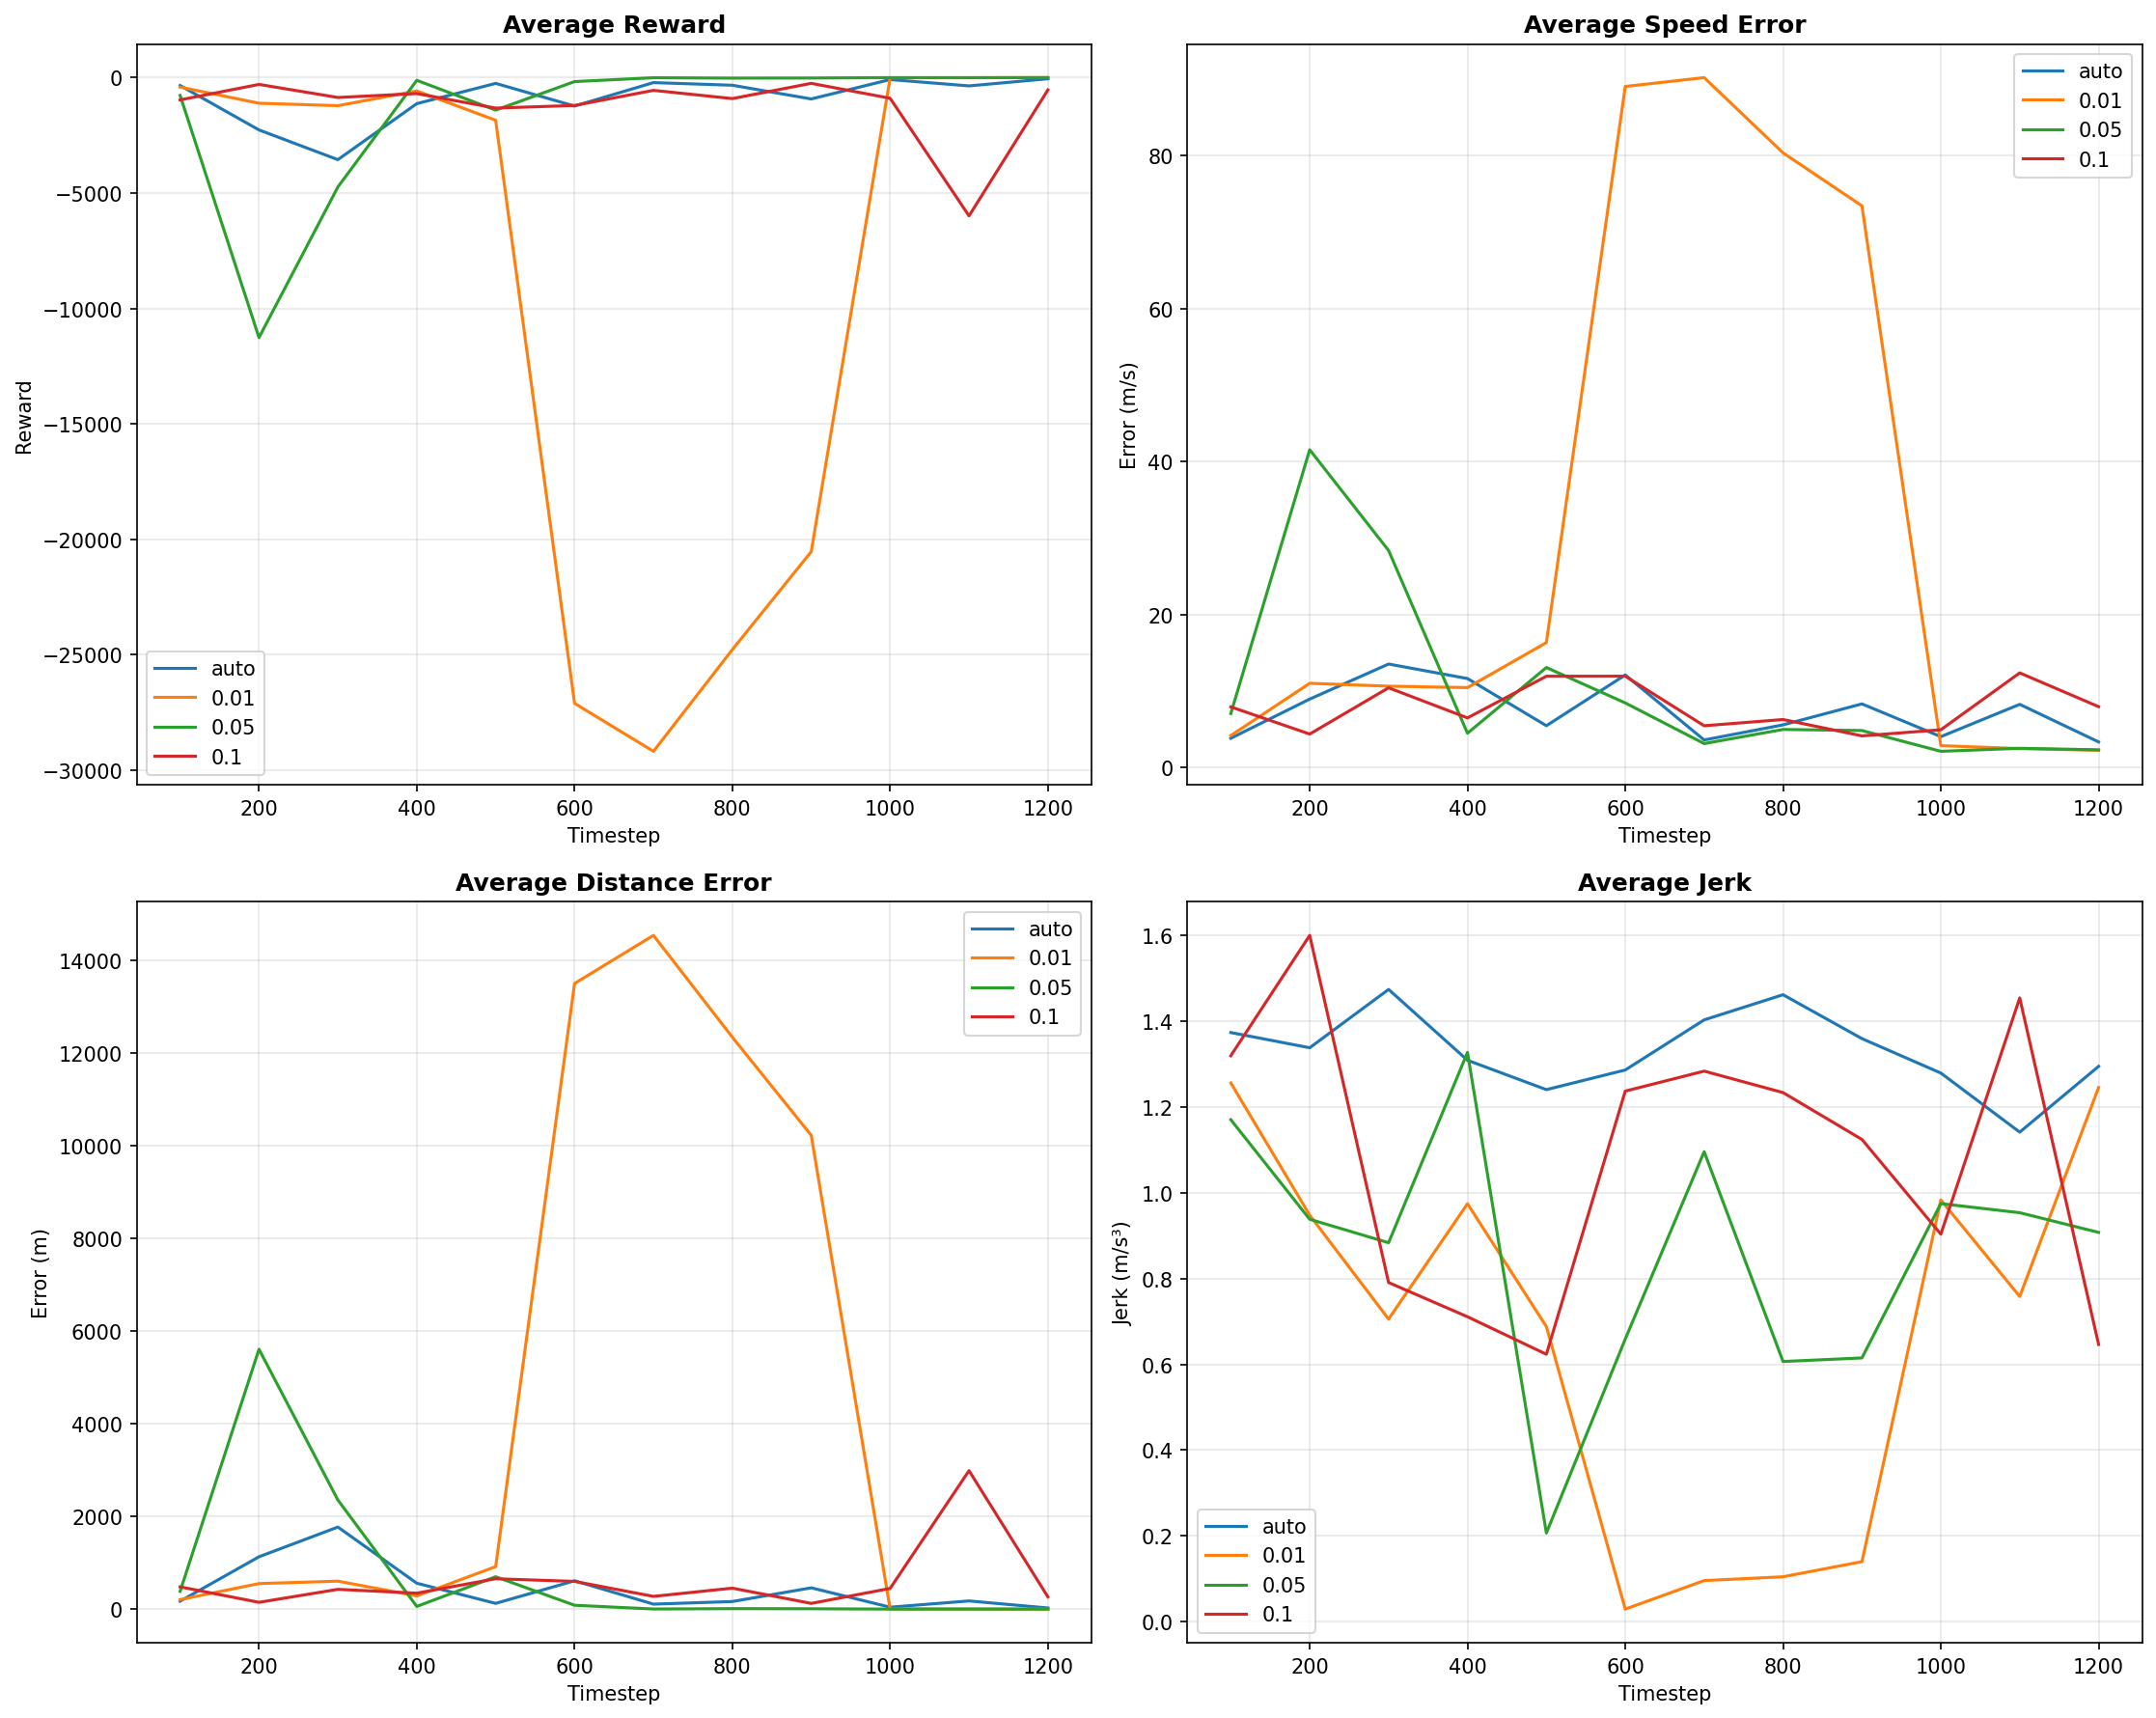 Average Reward
Reward
0
−5000
−10000
−15000
−20000
−25000
−30000
200 400 600 800 1000 1200
Timestep
auto
0.01
0.05
0.1
Average Speed Error
Error (m/s)
80
60
40
20
0
200 400 600 800 1000 1200
Timestep
auto
0.01
0.05
0.1
Average Distance Error
Error (m)
14000
12000
10000
8000
6000
4000
2000
0
200 400 600 800 1000 1200
Timestep
auto
0.01
0.05
0.1
Average Jerk
Jerk (m/s³)
1.6
1.4
1.2
1.0
0.8
0.6
0.4
0.2
0.0
200 400 600 800 1000 1200
Timestep
auto
0.01
0.05
0.1